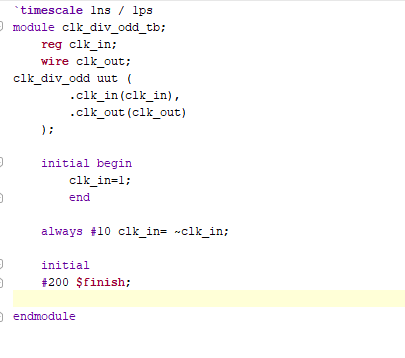 `timescale 1ns / 1ps
module clk_div_odd_tb;
reg clk_in;
wire clk_out;
clk_div_odd uut (
.clk_in(clk_in),
.clk_out(clk_out)
);
initial begin
clk_in=1;
end
always #10 clk_in= ~clk_in;
initial
#200 $finish;
endmodule